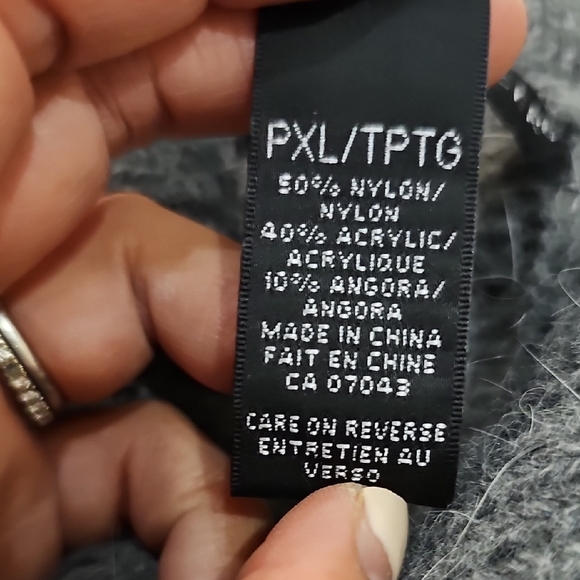 PXL/TPTG
50% NYLON/
NYLON
40% ACRYLIC/
ACRYLIQUE
10% ANGORA/
ANGORA
MADE IN CHINA
FAIT EN CHINE
CA 07043
CARE ON REVERSE
ENTRETIEN AU
VERSO